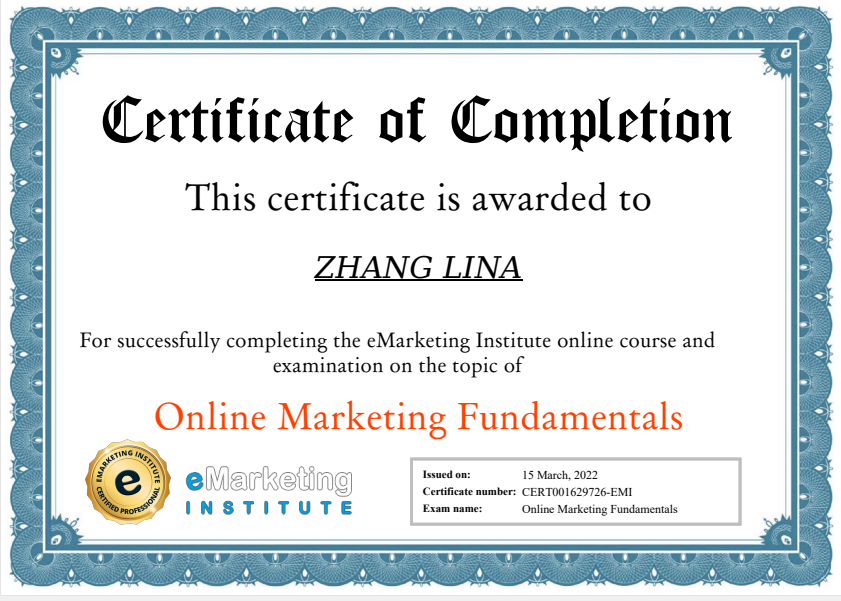 Certificate of Completion
This certificate is awarded to
ZHANG LINA
For successfully completing the eMarketing Institute online course and
examination on the topic of
Online Marketing Fundamentals
EMARKETING INSTITUTE
e
CERTIFIED PROFESSIONAL
eMarketing
INSTITUTE
Issued on: 15 March, 2022
Certificate number: CERT001629726-EMI
Exam name: Online Marketing Fundamentals